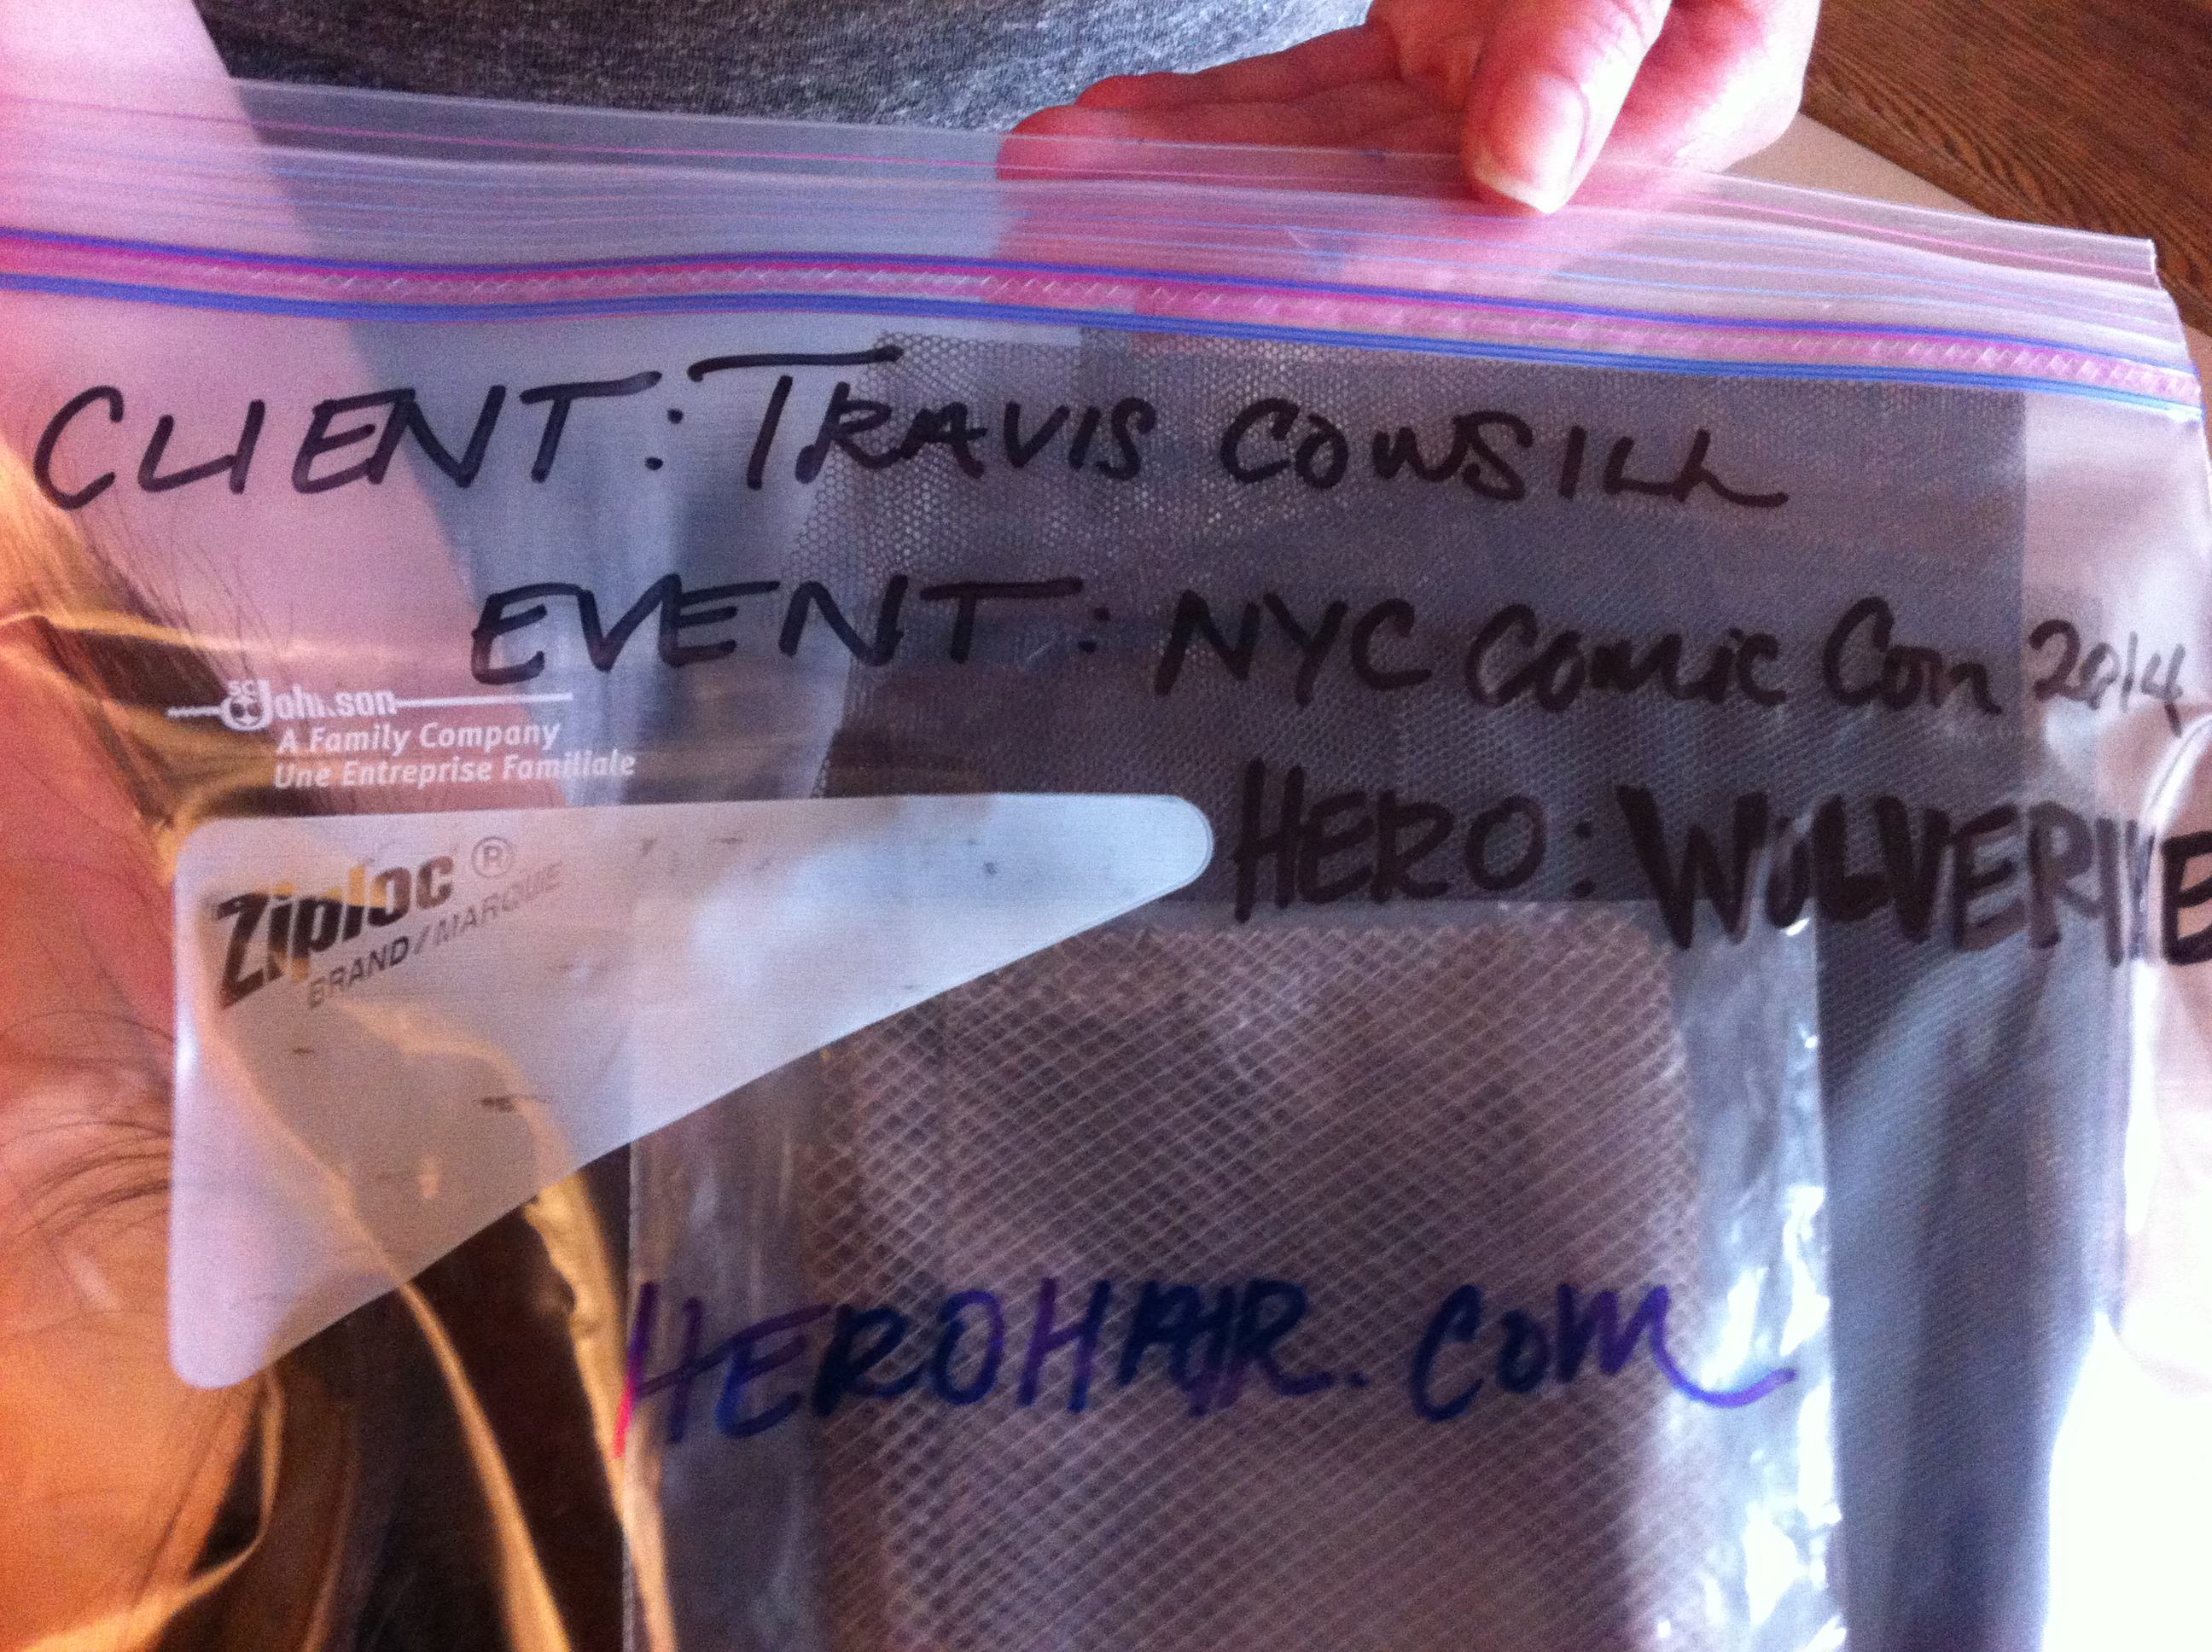 CLIENT: TRAVIS COWSILL
EVENT: NYC Comic Con 2014
SC Johnson
A Family Company
Une Entreprise Familiale
HERO: WOLVERINE
Ziploc ®
BRAND/MARQUE
HEROHAIR.COM